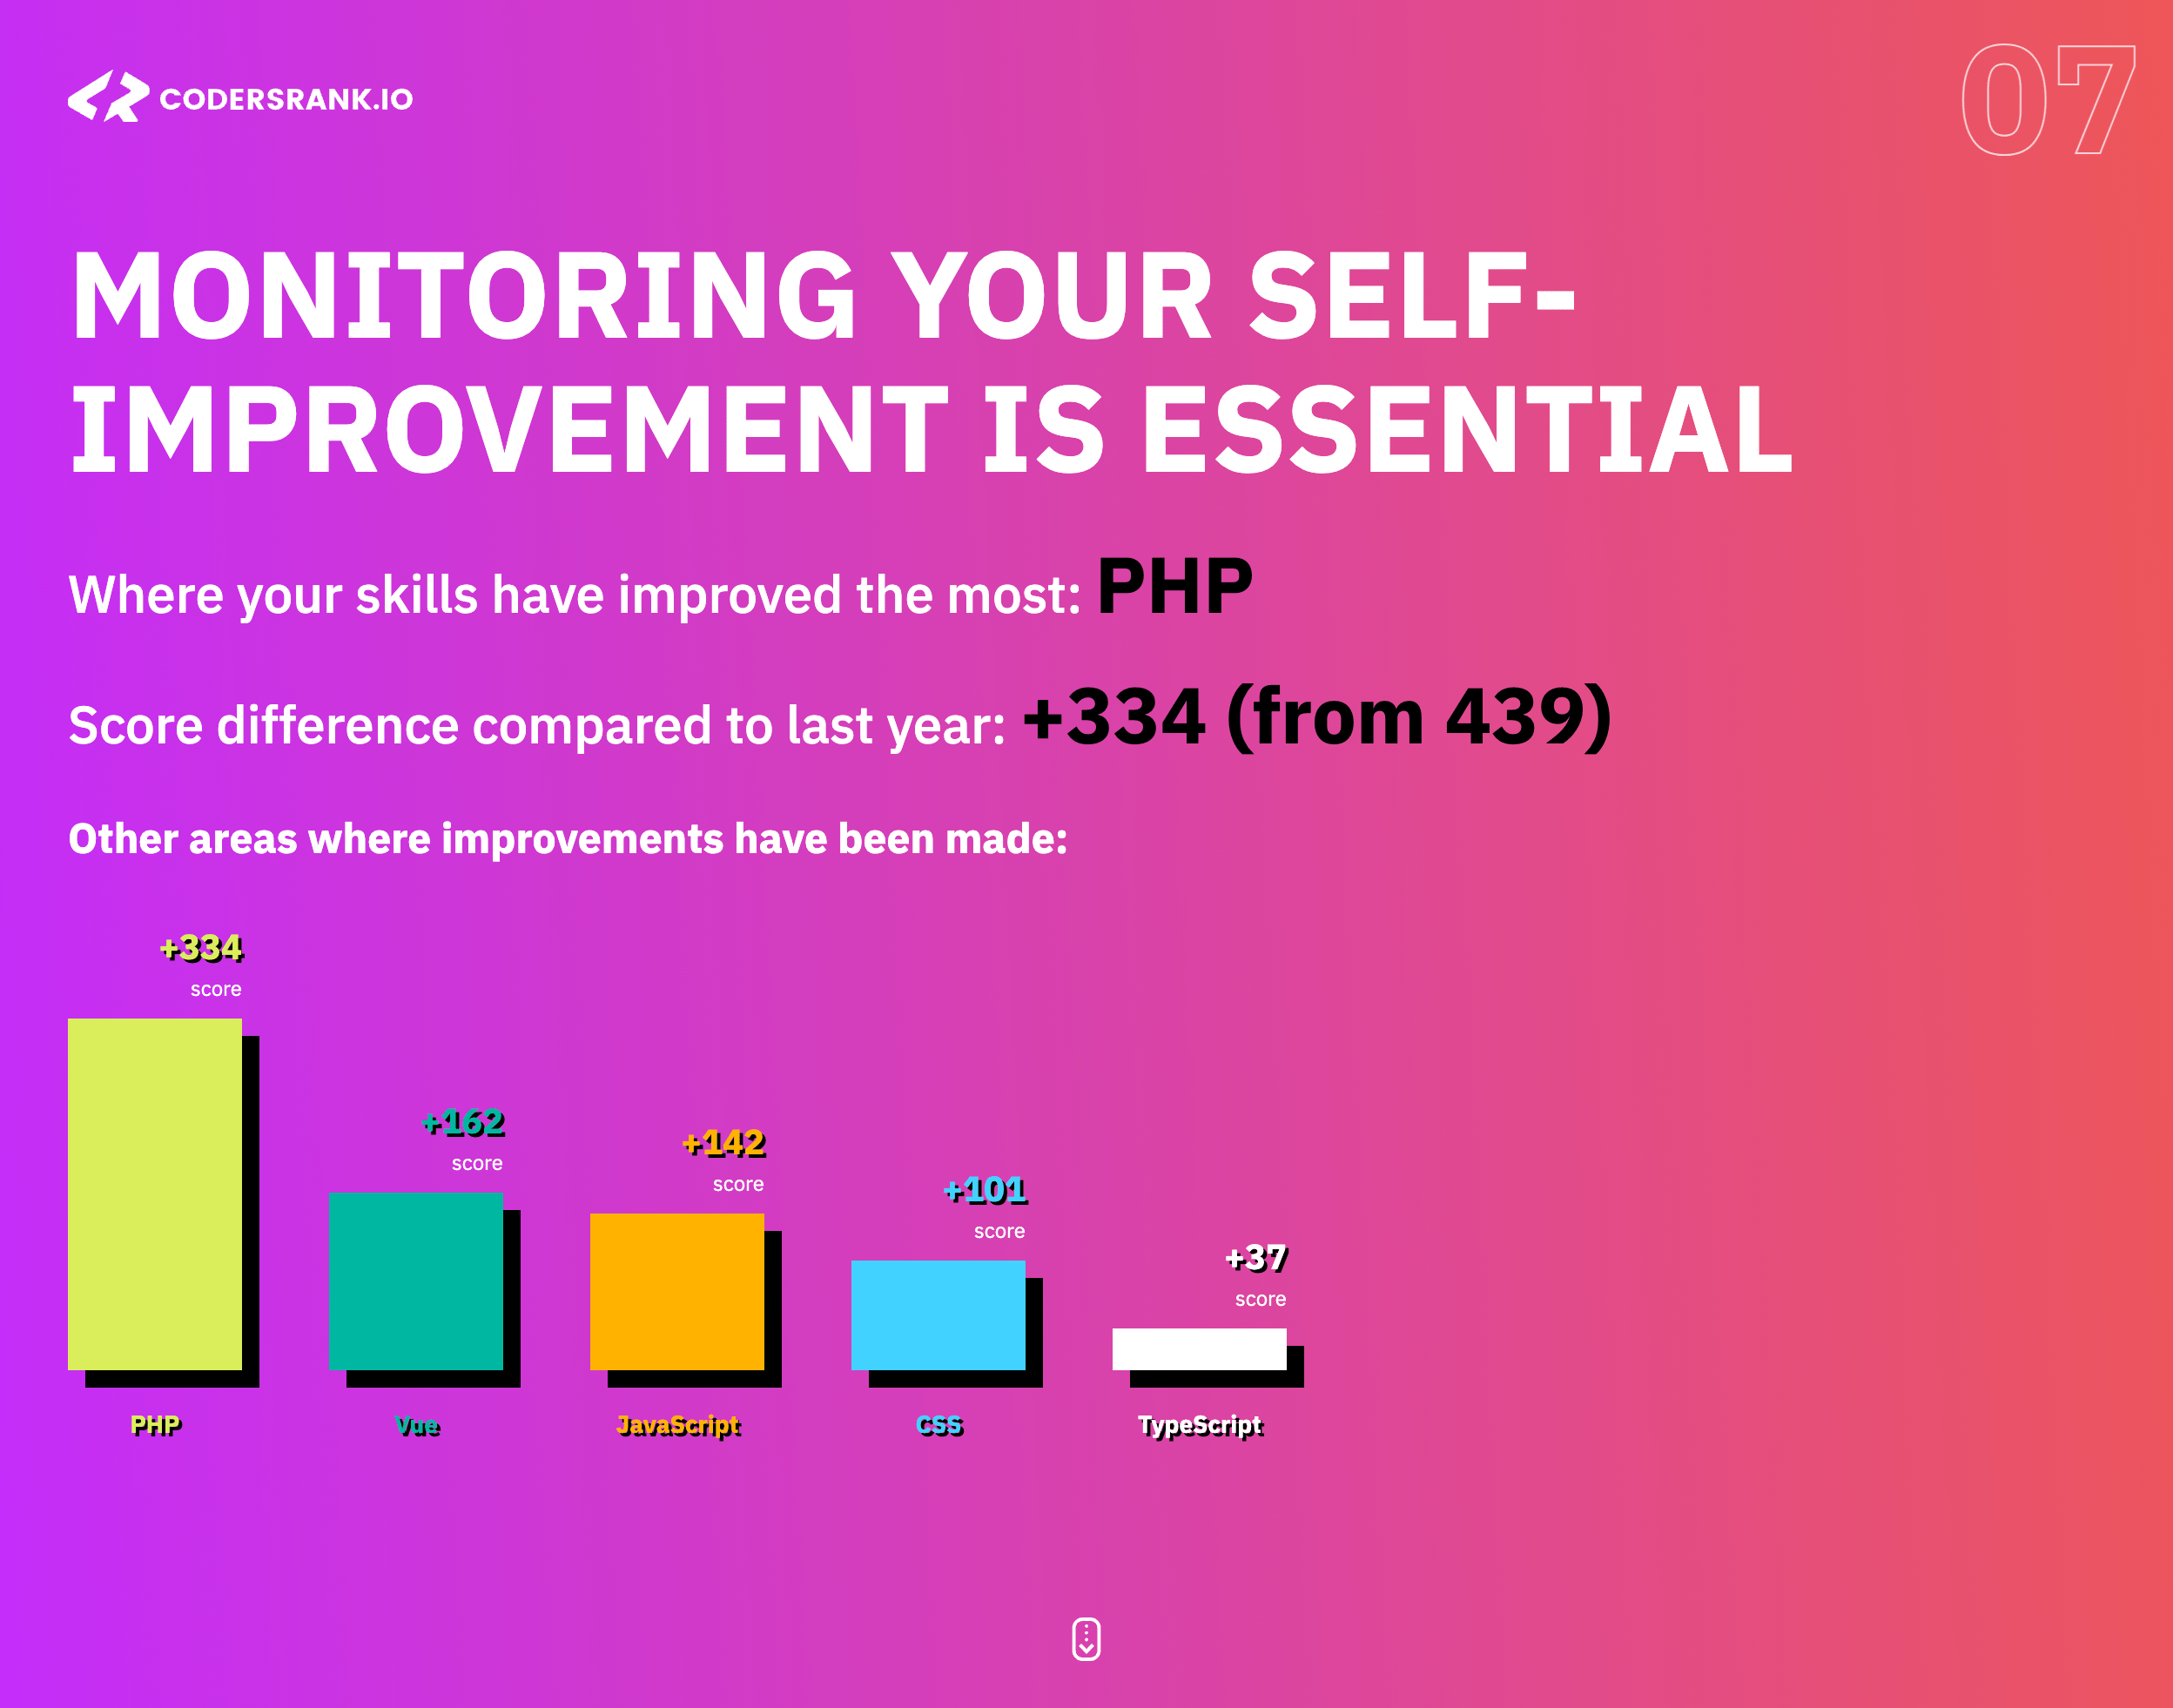 CODERSRANK.IO
07
MONITORING YOUR SELF-
IMPROVEMENT IS ESSENTIAL
Where your skills have improved the most: PHP
Score difference compared to last year: +334 (from 439)
Other areas where improvements have been made:
+334
score
PHP
+162
score
Vue
+142
score
JavaScript
+101
score
CSS
+37
score
TypeScript